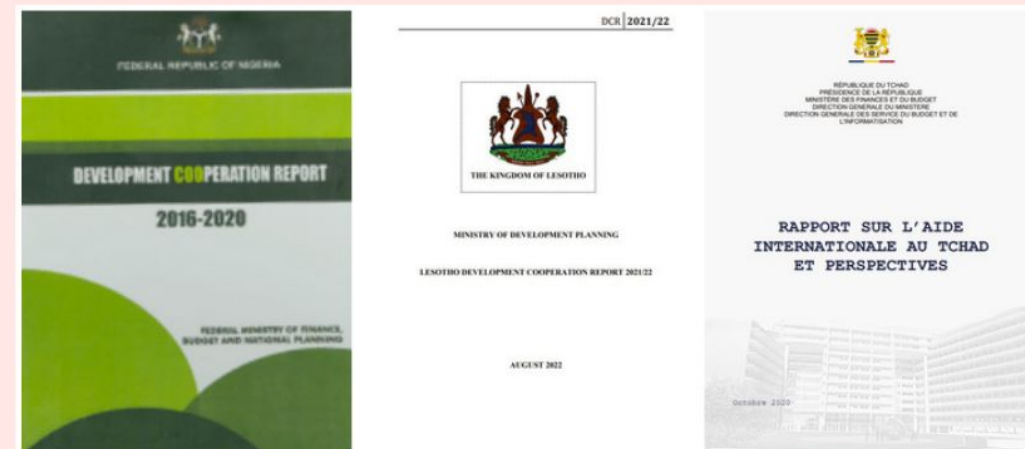 FEDERAL REPUBLIC OF NIGERIA
DEVELOPMENT COOPERATION REPORT
2016-2020
FEDERAL MINISTRY OF FINANCE,
BUDGET AND NATIONAL PLANNING
DCR 2021/22
THE KINGDOM OF LESOTHO
MINISTRY OF DEVELOPMENT PLANNING
LESOTHO DEVELOPMENT COOPERATION REPORT 2021/22
AUGUST 2022
RÉPUBLIQUE DU TCHAD
PRÉSIDENCE DE LA RÉPUBLIQUE
MINISTÈRE DES FINANCES ET DU BUDGET
DIRECTION GENERALE DU MINISTERE
DIRECTION GENERALE DES SERVICE DU BUDGET ET DE
L'INFORMATISATION
RAPPORT SUR L'AIDE
INTERNATIONALE AU TCHAD
ET PERSPECTIVES
Octobre 2020